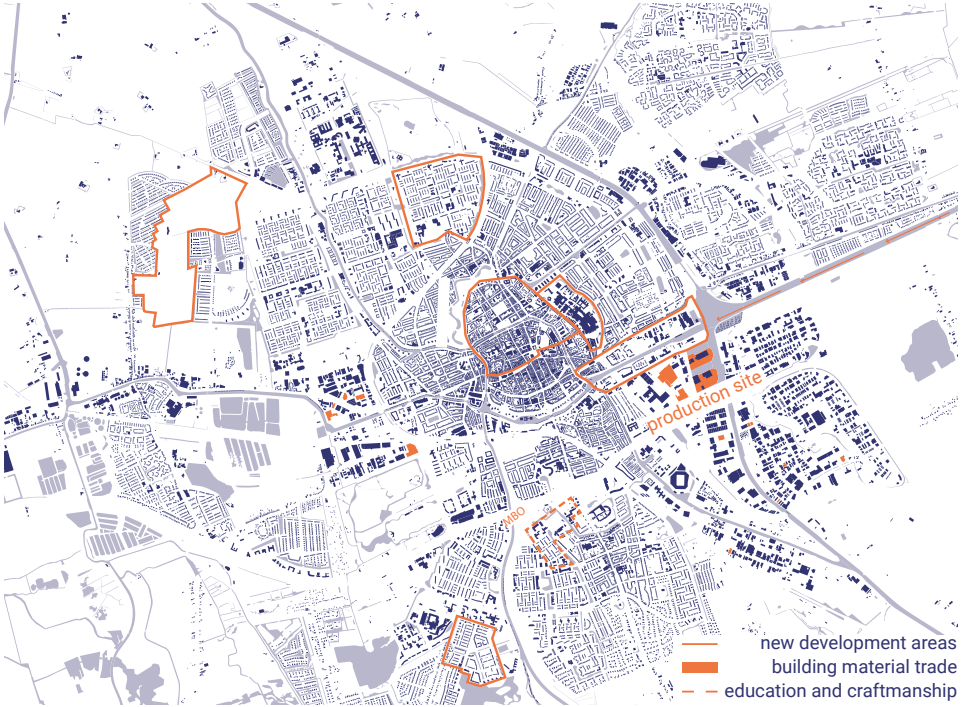 production site
MBO
new development areas
building material trade
education and craftmanship